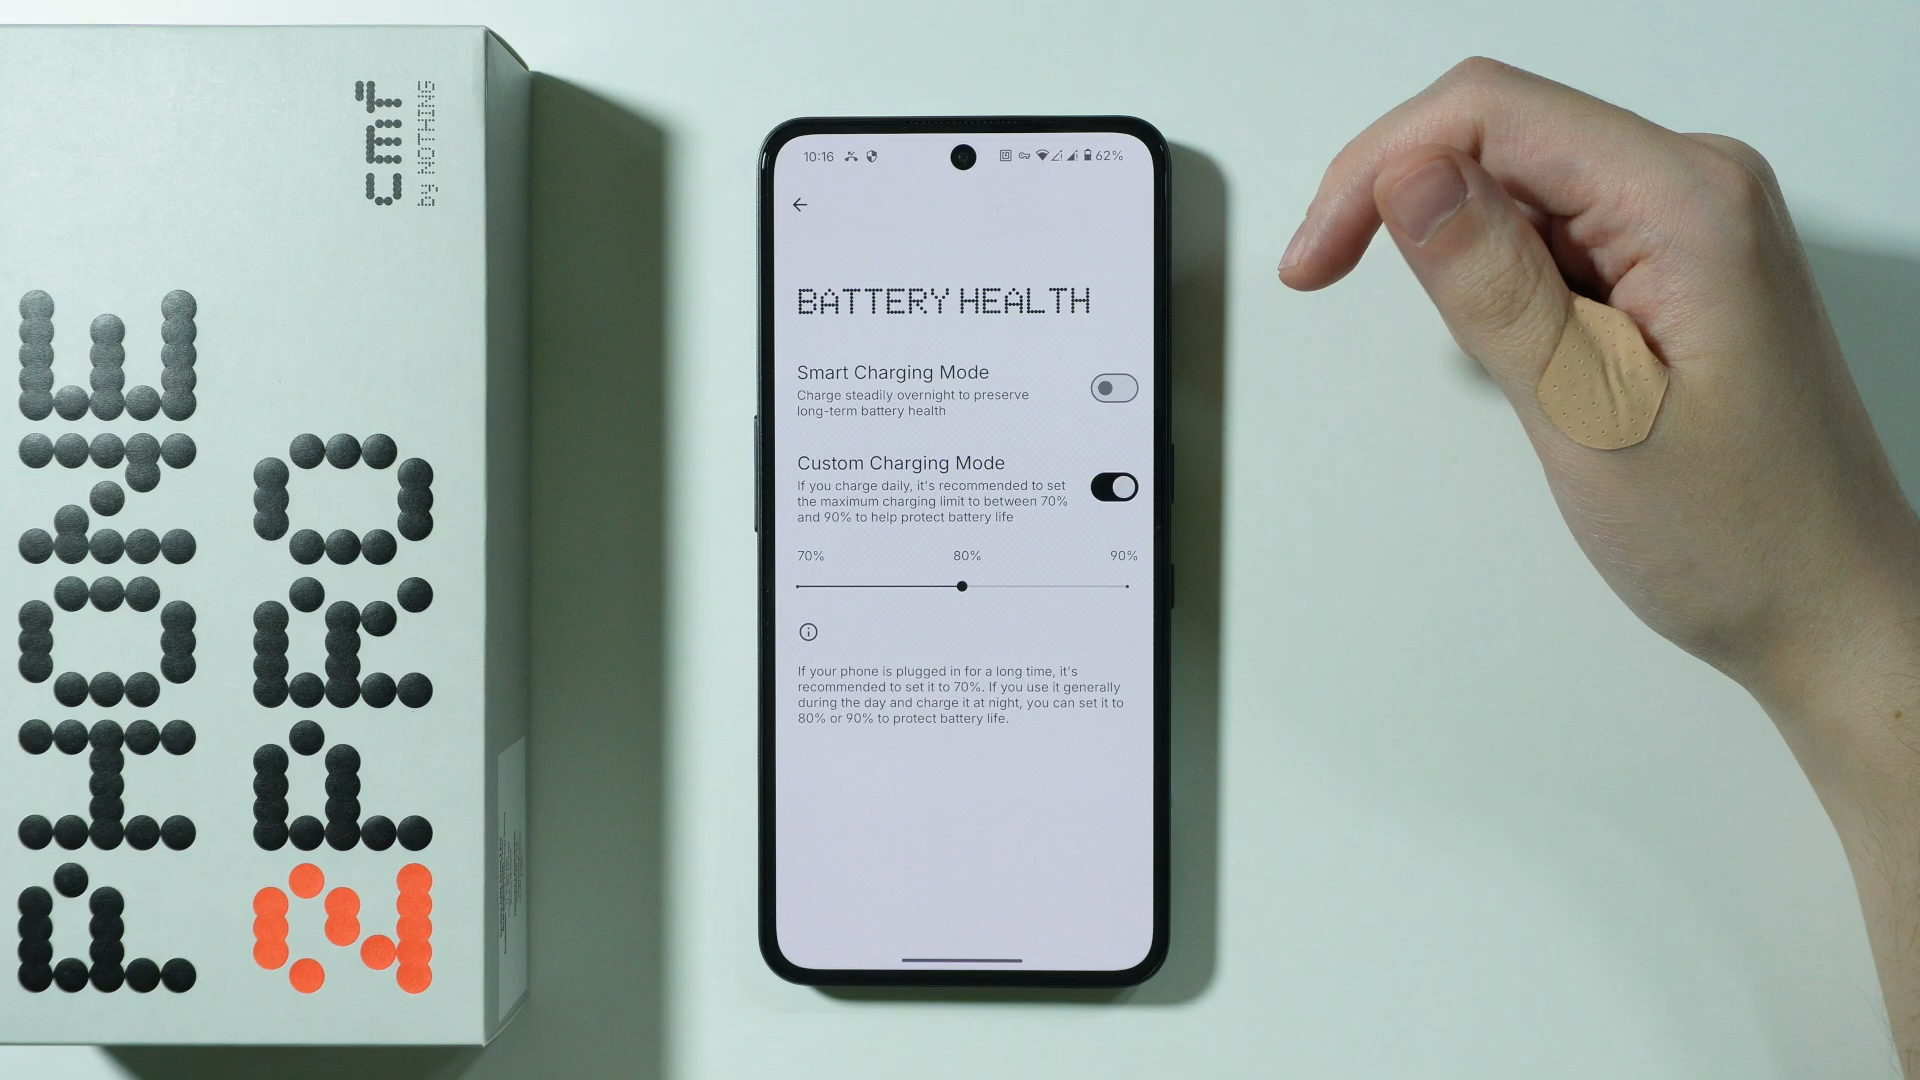 cmf
by NOTHING
PHONE
2 PRO
10:16
62%
BATTERY HEALTH
Smart Charging Mode
Charge steadily overnight to preserve
long-term battery health
Custom Charging Mode
If you charge daily, it's recommended to set
the maximum charging limit to between 70%
and 90% to help protect battery life
70% 80% 90%
If your phone is plugged in for a long time, it's
recommended to set it to 70%. If you use it generally
during the day and charge it at night, you can set it to
80% or 90% to protect battery life.